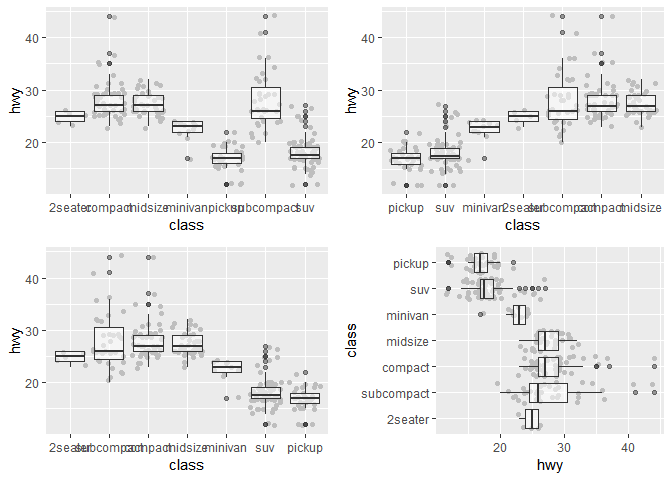 40
30
20
hwy
2seater compact midsize minivan pickup subcompact suv
class
40
30
20
hwy
pickup suv minivan 2seater subcompact compact midsize
class
40
30
20
hwy
2seater subcompact compact midsize minivan suv pickup
class
pickup
suv
minivan
midsize
compact
subcompact
2seater
class
20 30 40
hwy